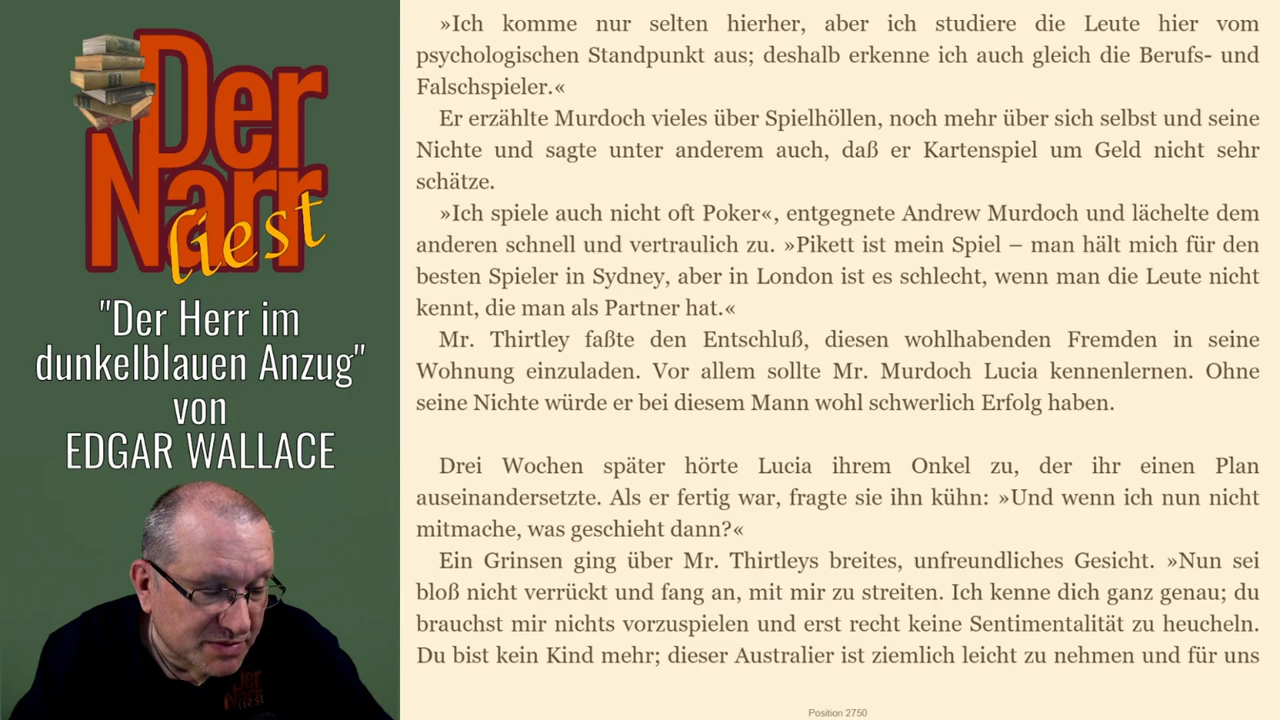 Der
Narr
liest
"Der Herr im
dunkelblauen Anzug"
von
EDGAR WALLACE
Der
Narr
liest
»Ich komme nur selten hierher, aber ich studiere die Leute hier vom
psychologischen Standpunkt aus; deshalb erkenne ich auch gleich die Berufs- und
Falschspieler.«
Er erzählte Murdoch vieles über Spielhöllen, noch mehr über sich selbst und seine
Nichte und sagte unter anderem auch, daß er Kartenspiel um Geld nicht sehr
schätze.
»Ich spiele auch nicht oft Poker«, entgegnete Andrew Murdoch und lächelte dem
anderen schnell und vertraulich zu. »Pikett ist mein Spiel – man hält mich für den
besten Spieler in Sydney, aber in London ist es schlecht, wenn man die Leute nicht
kennt, die man als Partner hat.«
Mr. Thirtley faßte den Entschluß, diesen wohlhabenden Fremden in seine
Wohnung einzuladen. Vor allem sollte Mr. Murdoch Lucia kennenlernen. Ohne
seine Nichte würde er bei diesem Mann wohl schwerlich Erfolg haben.
Drei Wochen später hörte Lucia ihrem Onkel zu, der ihr einen Plan
auseinandersetzte. Als er fertig war, fragte sie ihn kühn: »Und wenn ich nun nicht
mitmache, was geschieht dann?«
Ein Grinsen ging über Mr. Thirtleys breites, unfreundliches Gesicht. »Nun sei
bloß nicht verrückt und fang an, mit mir zu streiten. Ich kenne dich ganz genau; du
brauchst mir nichts vorzuspielen und erst recht keine Sentimentalität zu heucheln.
Du bist kein Kind mehr; dieser Australier ist ziemlich leicht zu nehmen und für uns
Position 2750